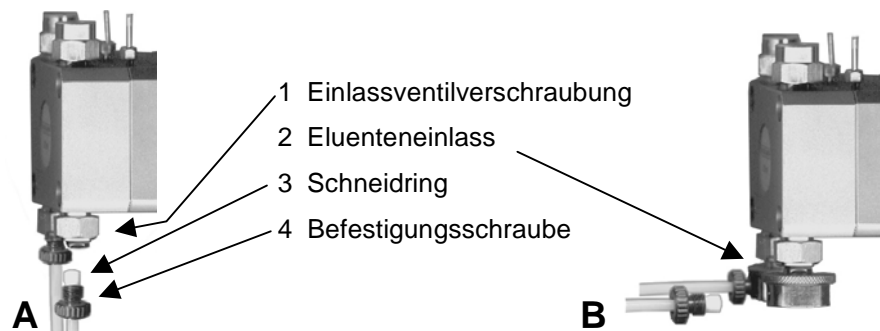 1 Einlassventilverschraubung
2 Eluenteneinlass
3 Schneidring
4 Befestigungsschraube
A
B